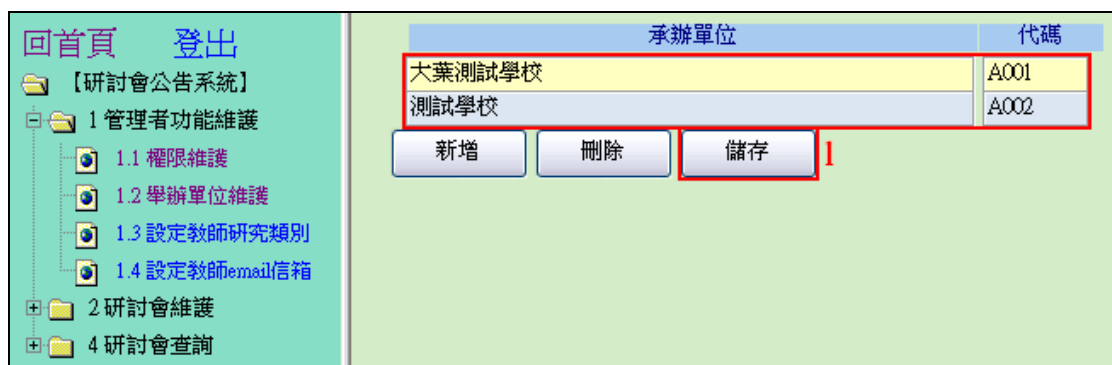 回首頁 登出
【研討會公告系統】
1 管理者功能維護
1.1 權限維護
1.2 舉辦單位維護
1.3 設定教師研究類別
1.4 設定教師email信箱
2 研討會維護
4 研討會查詢
承辦單位 代碼
大葉測試學校 A001
測試學校 A002
新增 刪除 儲存 1